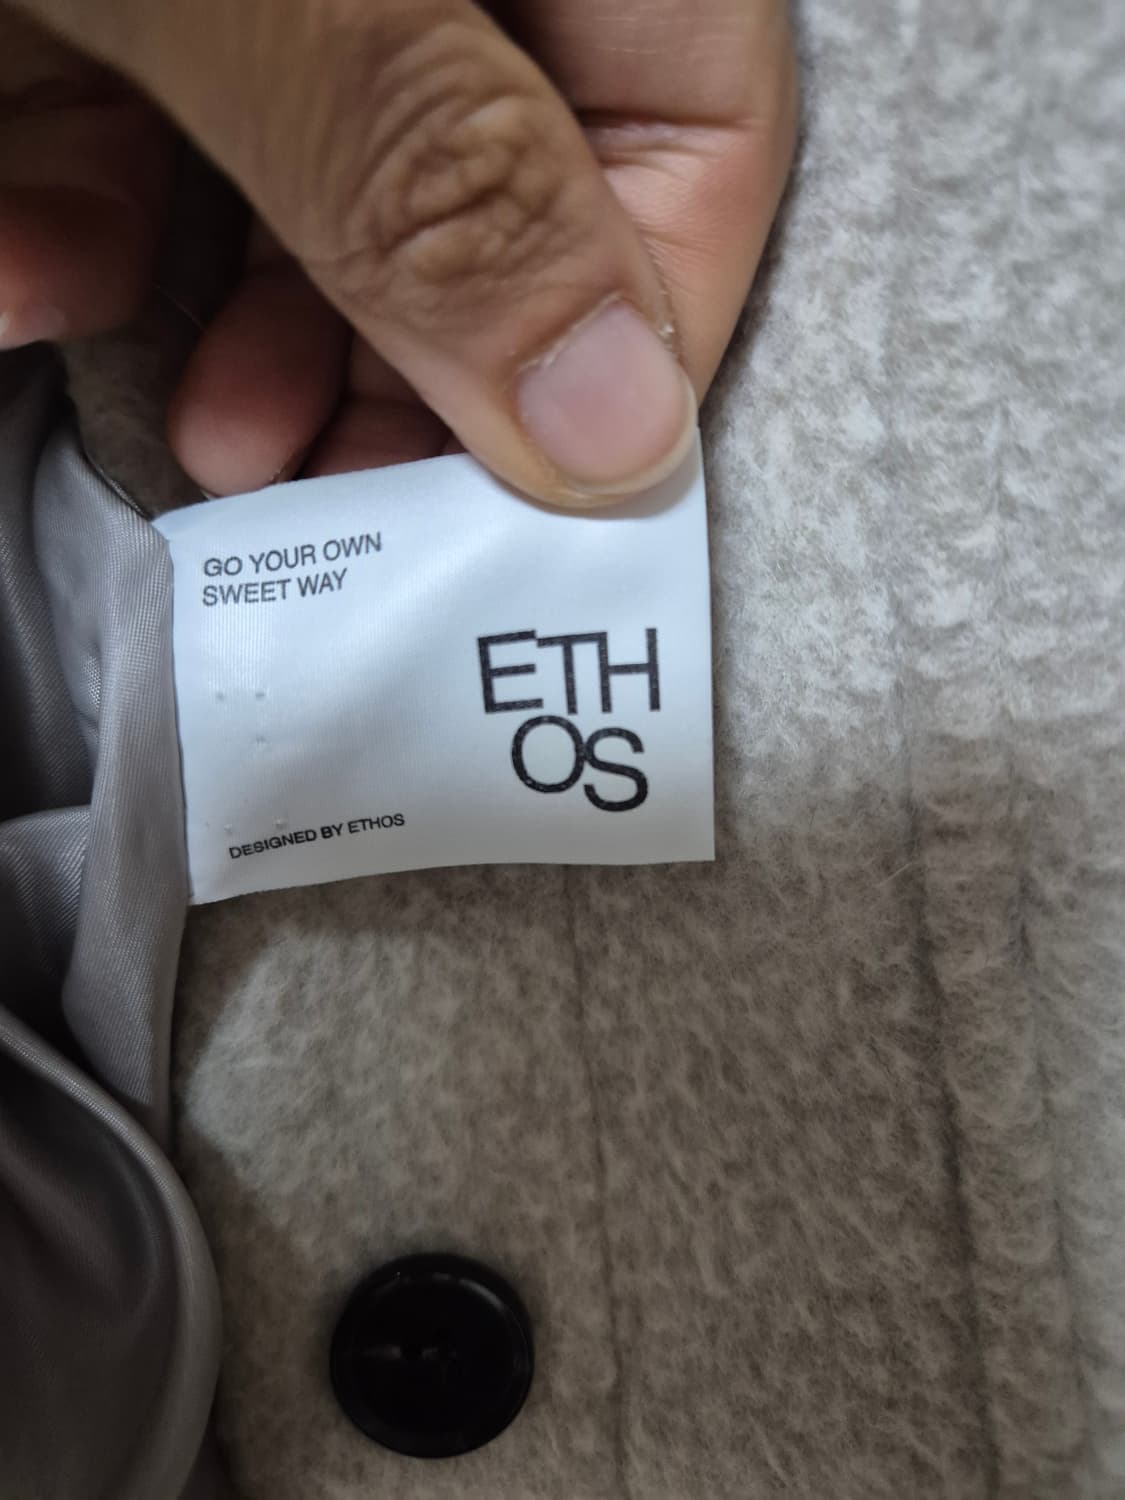 GO YOUR OWN
SWEET WAY
ETH
OS
DESIGNED BY ETHOS